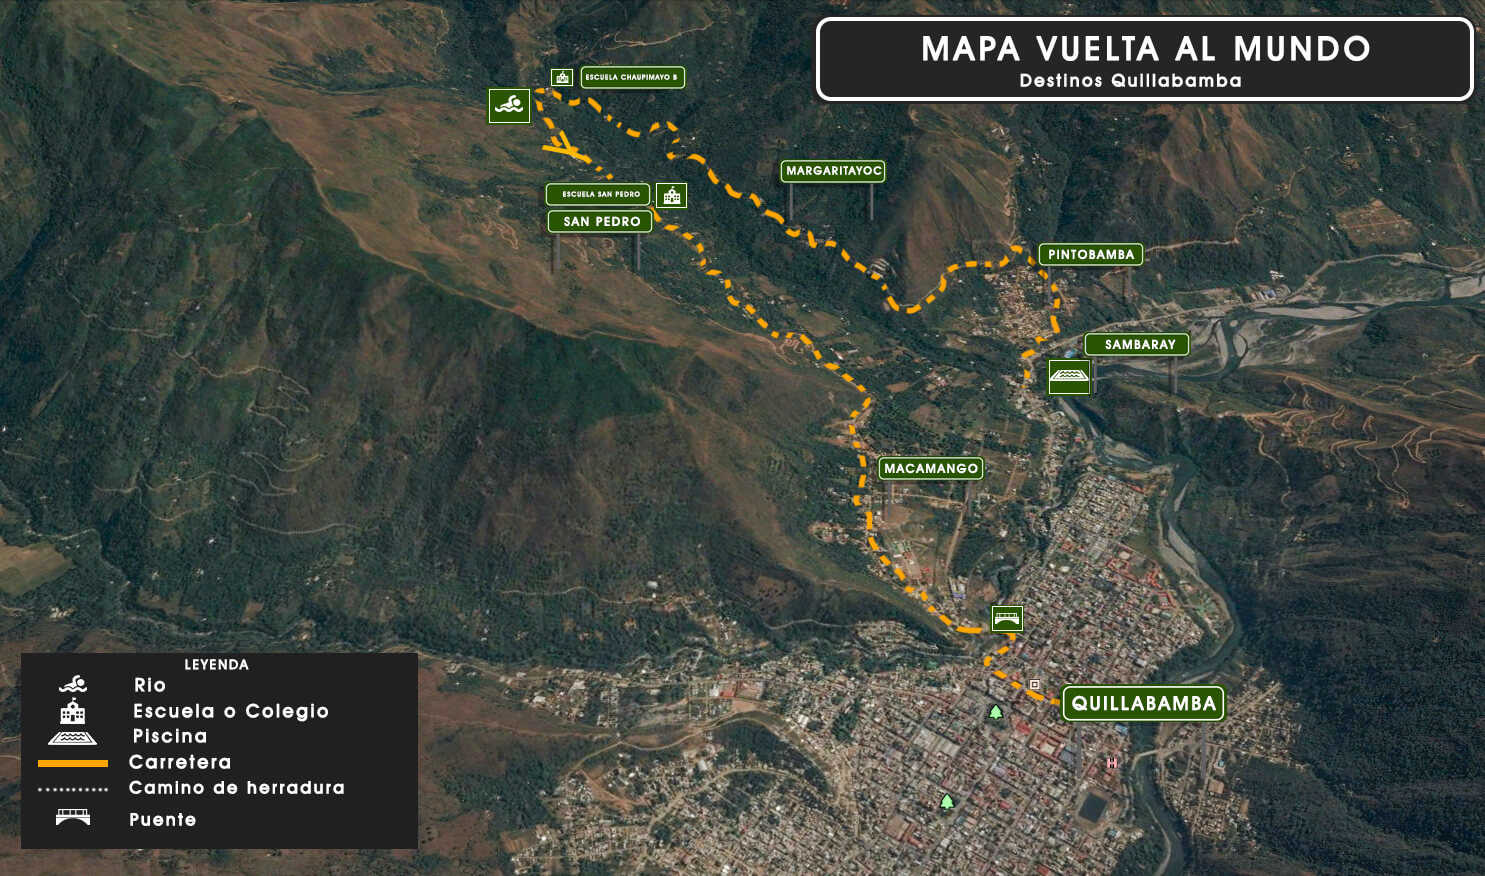 MAPA VUELTA AL MUNDO
Destinos Quillabamba
ESCUELA CHAUPIMAYO B
MARGARITAYOC
ESCUELA SAN PEDRO
SAN PEDRO
PINTOBAMBA
SAMBARAY
MACAMANGO
QUILLABAMBA
H
LEYENDA
Rio
Escuela o Colegio
Piscina
Carretera
Camino de herradura
Puente